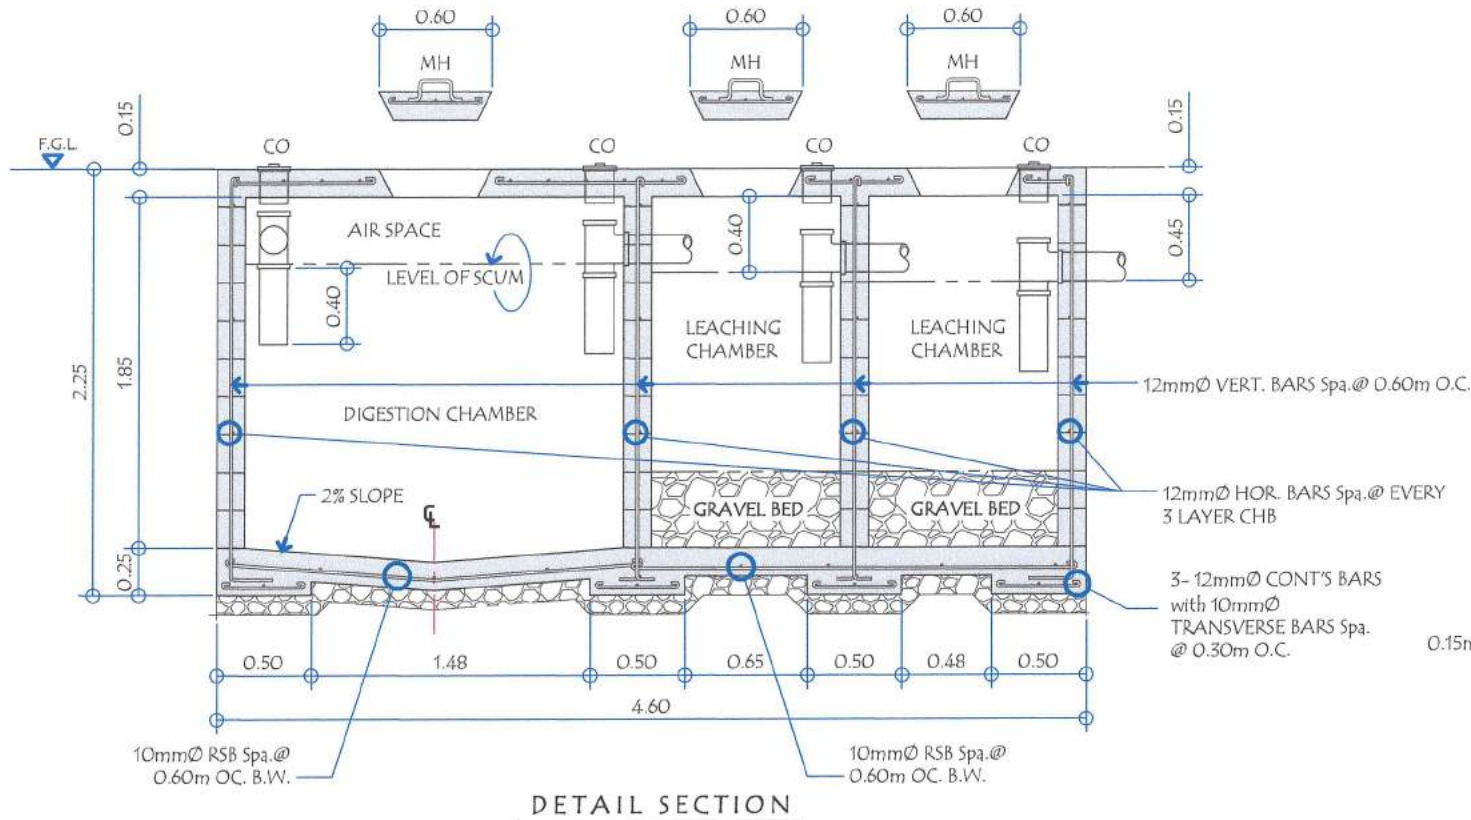 0.60
0.60
0.60
MH
MH
MH
0.15
0.15
F.G.L.
CO
CO
CO
CO
AIR SPACE
LEVEL OF SCUM
0.40
0.40
0.45
2.25
1.85
LEACHING
CHAMBER
LEACHING
CHAMBER
12mmØ VERT. BARS Spa.@ 0.60m O.C.
DIGESTION CHAMBER
2% SLOPE
GRAVEL BED
GRAVEL BED
12mmØ HOR. BARS Spa.@ EVERY
3 LAYER CHB
0.25
3- 12mmØ CONT'S BARS
with 10mmØ
TRANSVERSE BARS Spa.
@ 0.30m O.C.
0.15m
0.50
1.48
0.50
0.65
0.50
0.48
0.50
4.60
10mmØ RSB Spa.@
0.60m OC. B.W.
10mmØ RSB Spa.@
0.60m OC. B.W.
DETAIL SECTION